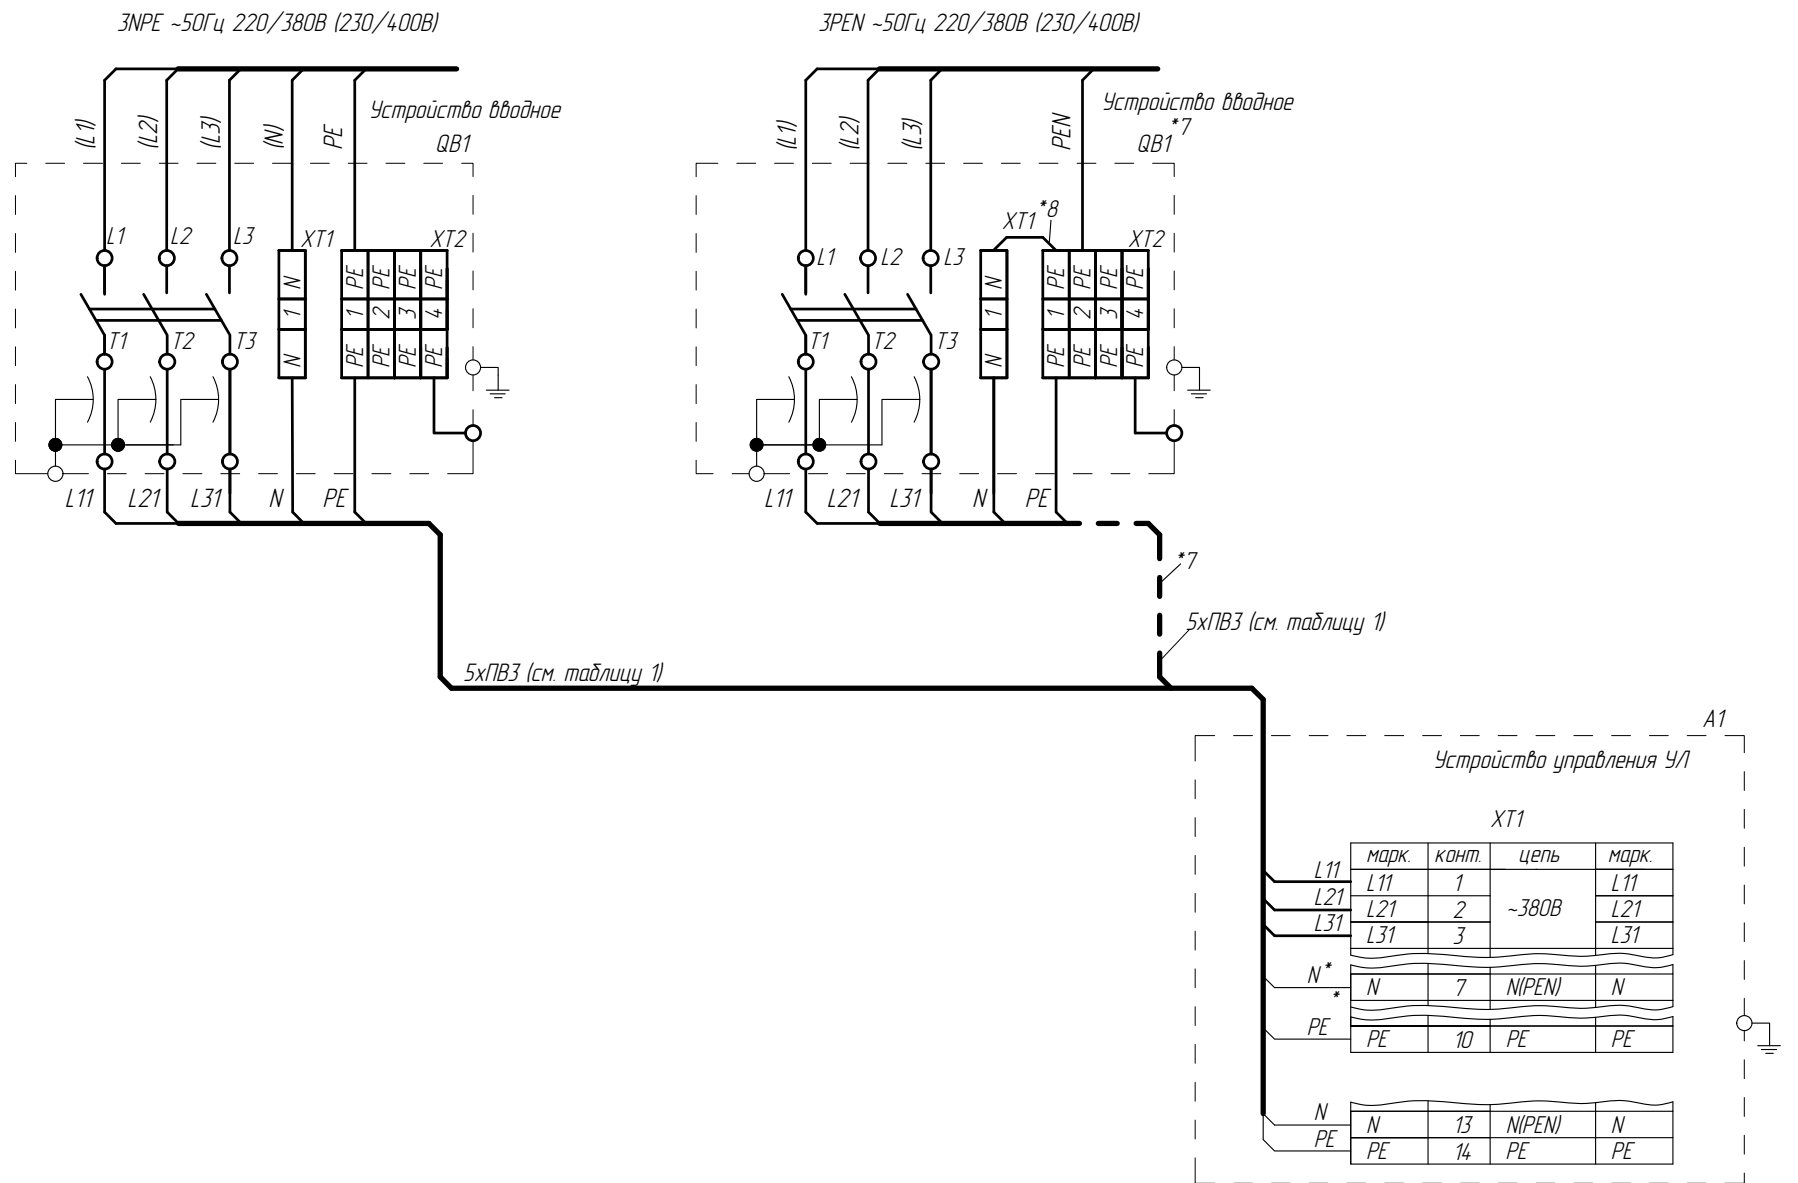 3NPE ~50Гц 220/380В (230/400В)
(L1)
(L2)
(L3)
(N)
PE
Устройство вводное
QB1
L1
L2
L3
XT1
XT2
N
1
N
PE
PE
PE
PE
1
2
3
4
PE
PE
PE
PE
T1
T2
T3
L11
L21
L31
N
PE
3PEN ~50Гц 220/380В (230/400В)
(L1)
(L2)
(L3)
PEN
Устройство вводное
*7
QB1
L1
L2
L3
XT1
*8
XT2
N
1
N
PE
PE
PE
PE
1
2
3
4
PE
PE
PE
PE
T1
T2
T3
L11
L21
L31
N
PE
*7
5хПВ3 (см. таблицу 1)
5хПВ3 (см. таблицу 1)
A1
Устройство управления УЛ
XT1
марк. конт. цепь марк.
L11 L11 1 ~380В L11
L21 L21 2 L21
L31 L31 3 L31
N* N 7 N(PEN) N
*
PE PE 10 PE PE
N N 13 N(PEN) N
PE PE 14 PE PE